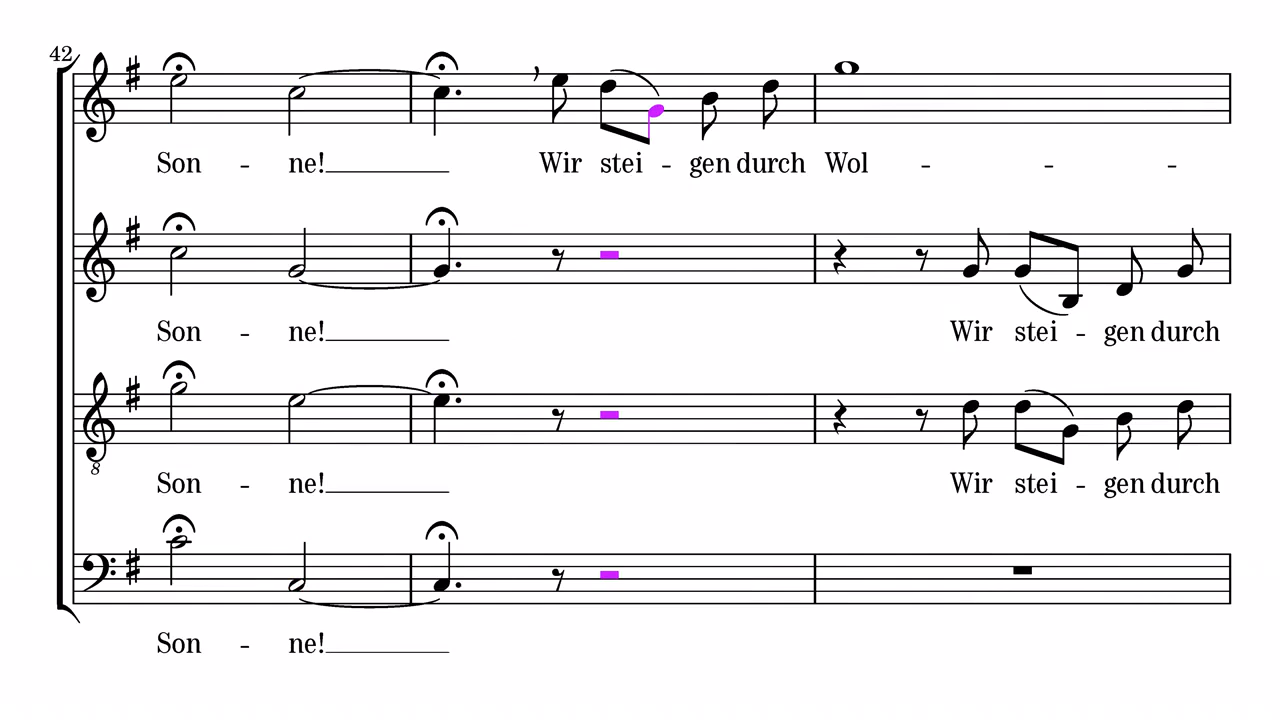 42
Son - ne! Wir stei - gen durch Wol - - -
Son - ne! Wir stei - gen durch
8
Son - ne! Wir stei - gen durch
Son - ne!